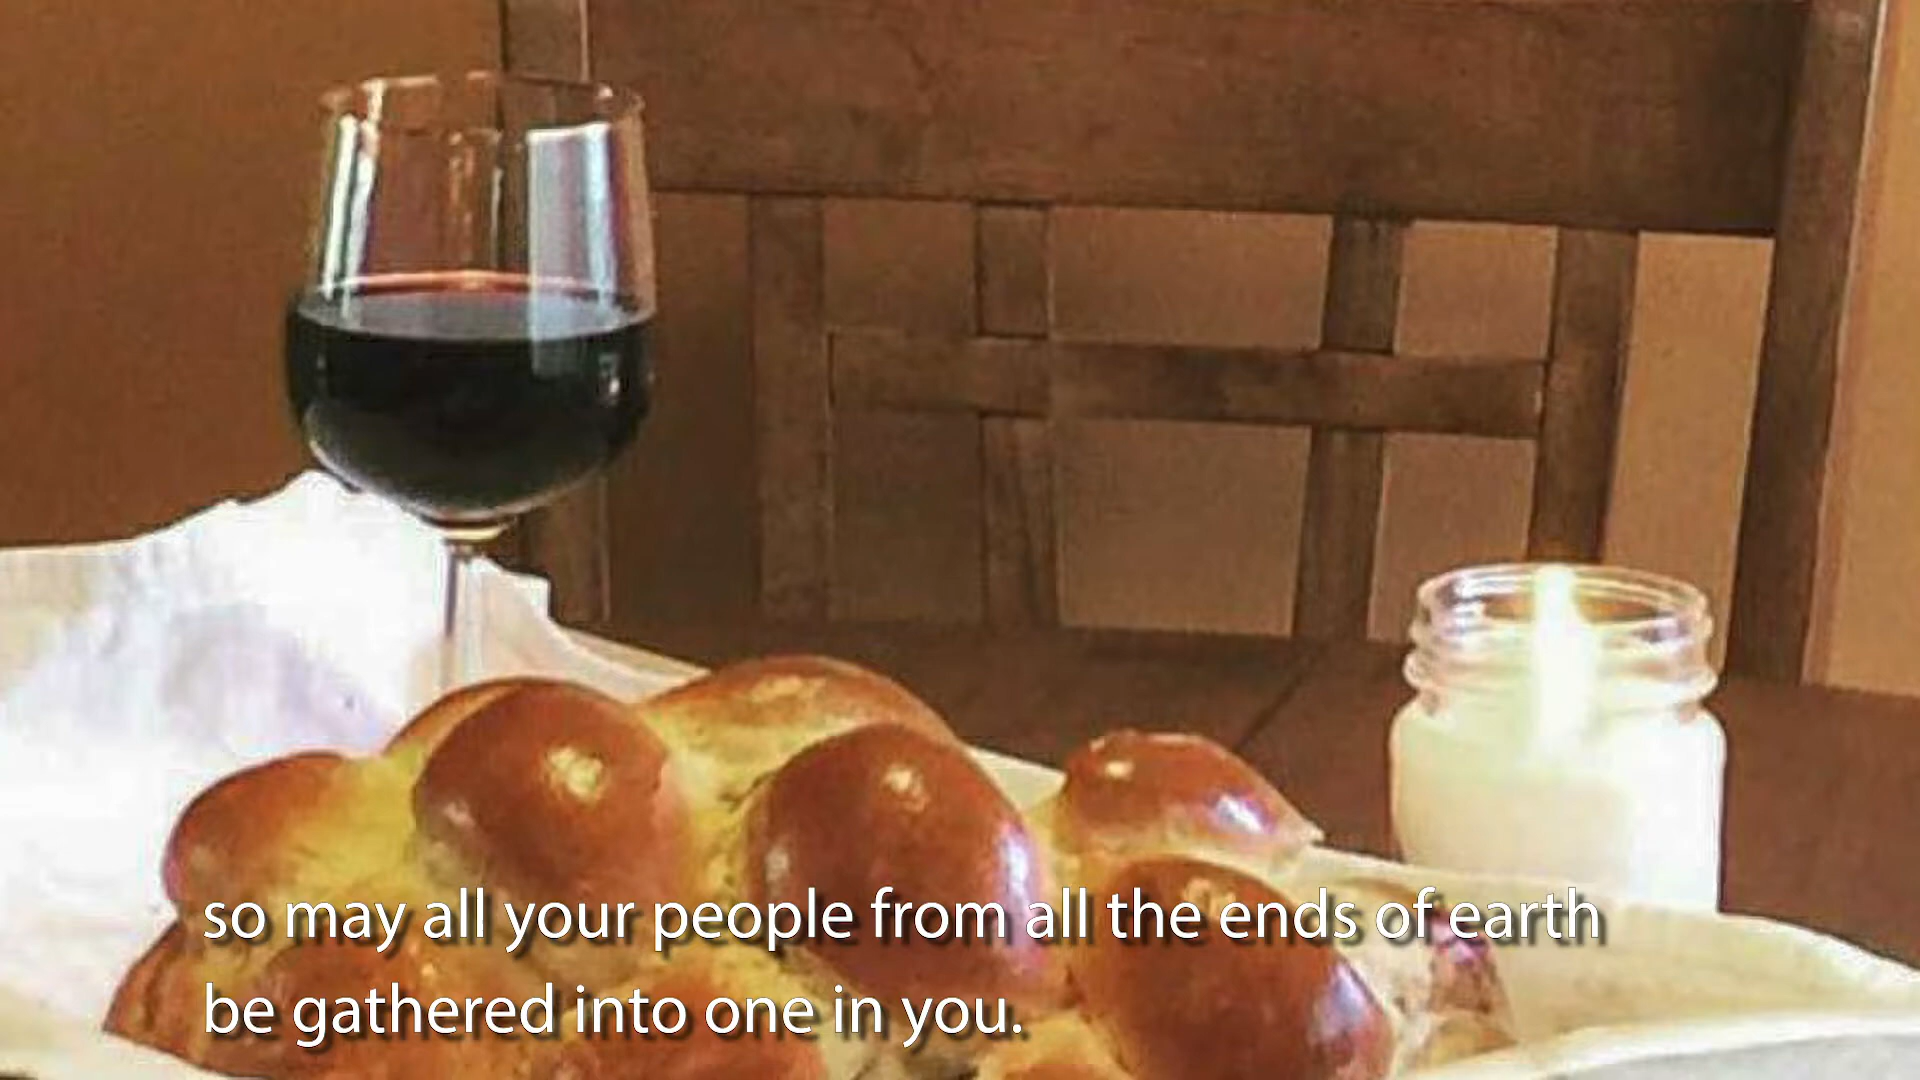 so may all your people from all the ends of earth
be gathered into one in you.